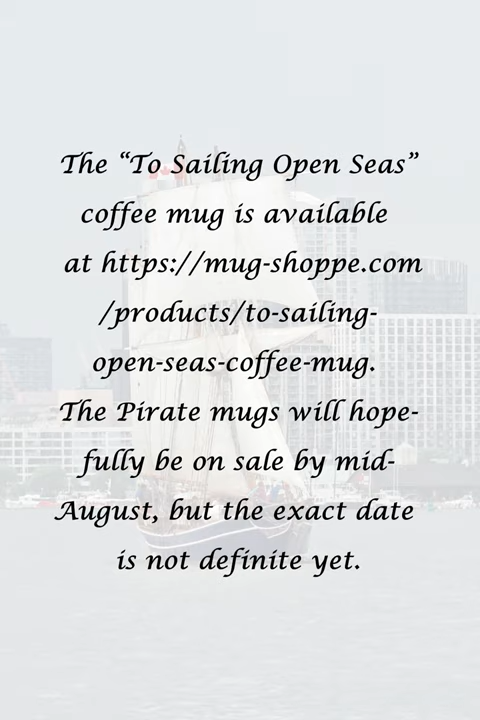 The “To Sailing Open Seas”
coffee mug is available
at https://mug-shoppe.com
/products/to-sailing-
open-seas-coffee-mug.
The Pirate mugs will hope-
fully be on sale by mid-
August, but the exact date
is not definite yet.